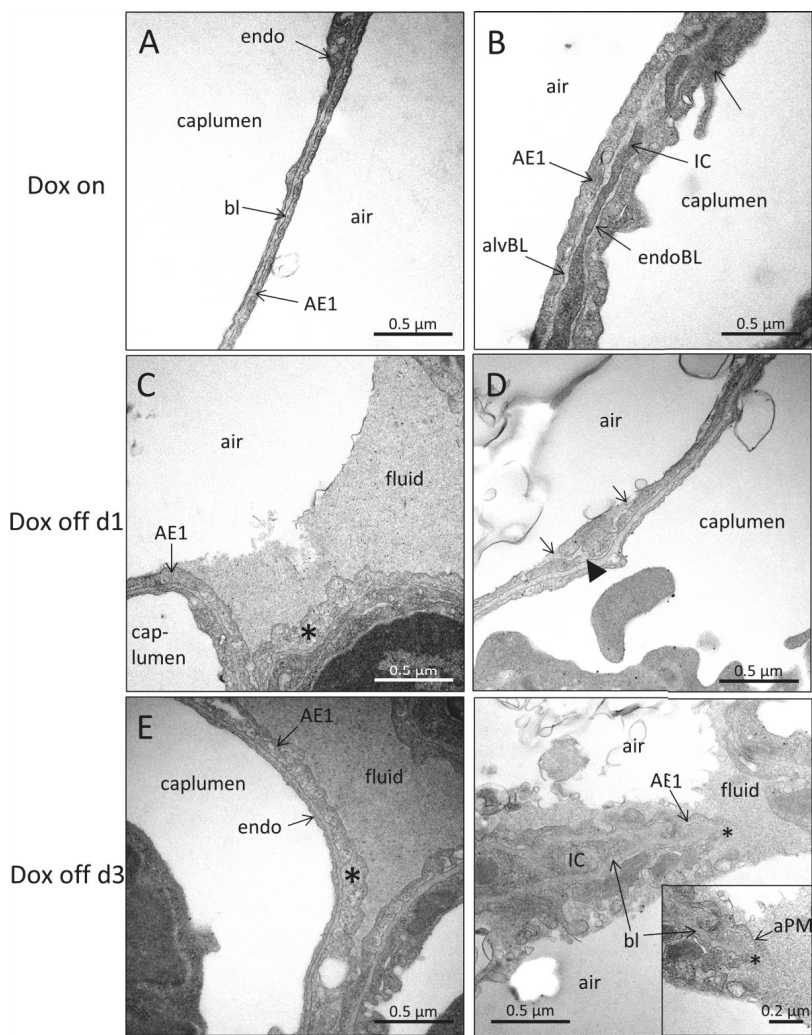 Dox on
A
endo
caplumen
bl
air
AE1
0.5 µm
B
air
AE1
IC
caplumen
alvBL
endoBL
0.5 µm
Dox off d1
C
air
fluid
AE1
cap-
lumen
*
0.5 µm
D
air
caplumen
0.5 µm
Dox off d3
E
AE1
caplumen
fluid
endo
*
0.5 µm
air
AE1
fluid
*
IC
bl
aPM
*
air
0.5 µm
0.2 µm